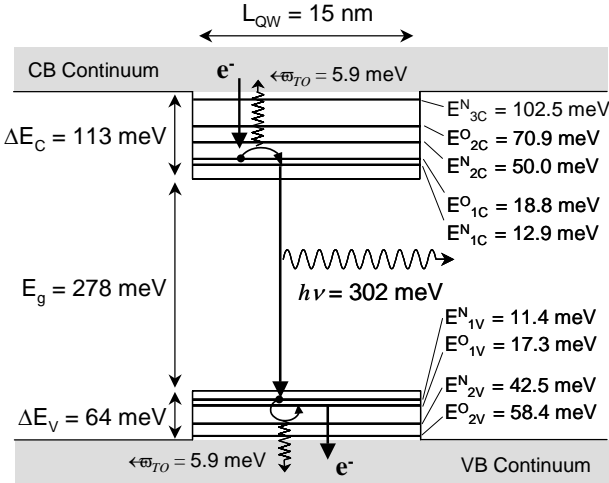 L_QW = 15 nm
CB Continuum
e⁻
ϖ_TO = 5.9 meV
ΔE_C = 113 meV
E^N_3C = 102.5 meV
E^O_2C = 70.9 meV
E^N_2C = 50.0 meV
E^O_1C = 18.8 meV
E^N_1C = 12.9 meV
E_g = 278 meV
hν = 302 meV
E^N_1V = 11.4 meV
E^O_1V = 17.3 meV
E^N_2V = 42.5 meV
E^O_2V = 58.4 meV
ΔE_V = 64 meV
ϖ_TO = 5.9 meV
e⁻
VB Continuum